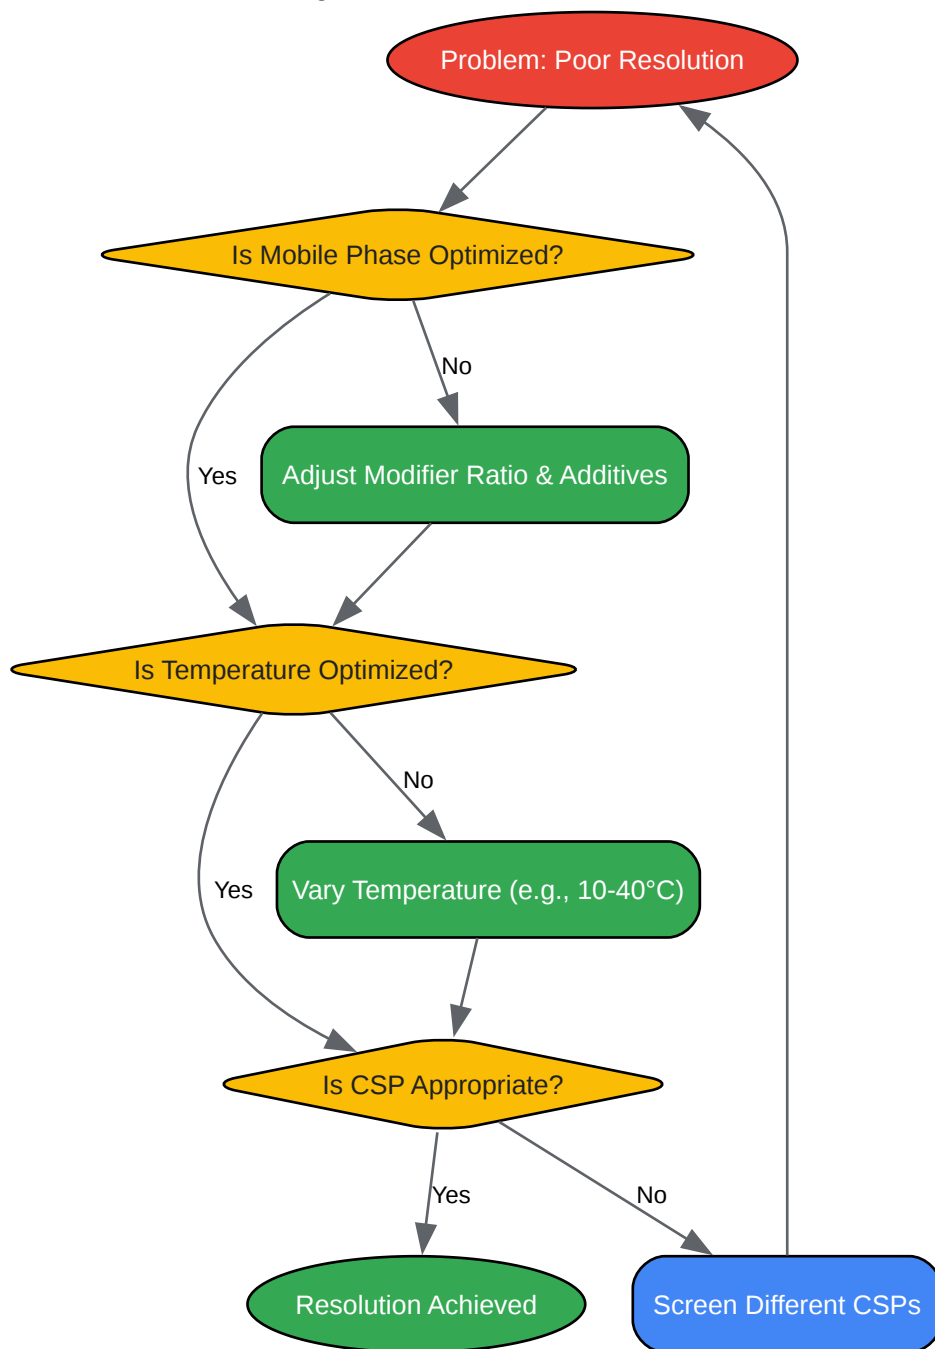 Problem: Poor Resolution
Is Mobile Phase Optimized?
No
Yes
Adjust Modifier Ratio & Additives
Is Temperature Optimized?
No
Yes
Vary Temperature (e.g., 10-40°C)
Is CSP Appropriate?
Yes
No
Resolution Achieved
Screen Different CSPs